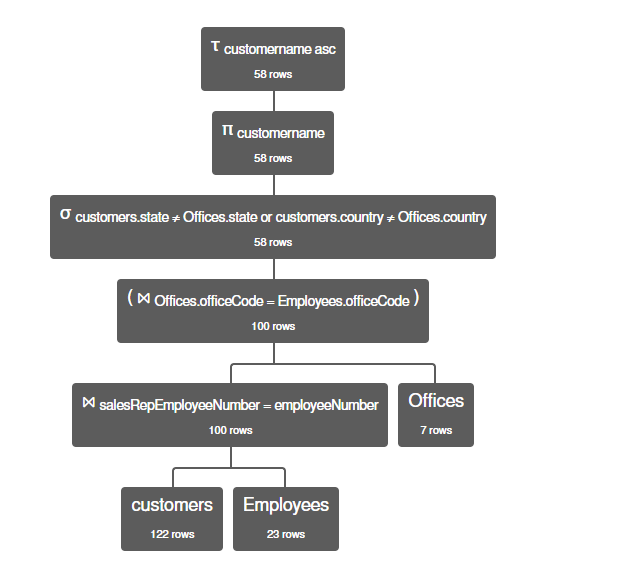 τ customername asc
58 rows
π customername
58 rows
σ customers.state ≠ Offices.state or customers.country ≠ Offices.country
58 rows
( ⋈ Offices.officeCode = Employees.officeCode )
100 rows
⋈ salesRepEmployeeNumber = employeeNumber
100 rows
Offices
7 rows
customers
122 rows
Employees
23 rows